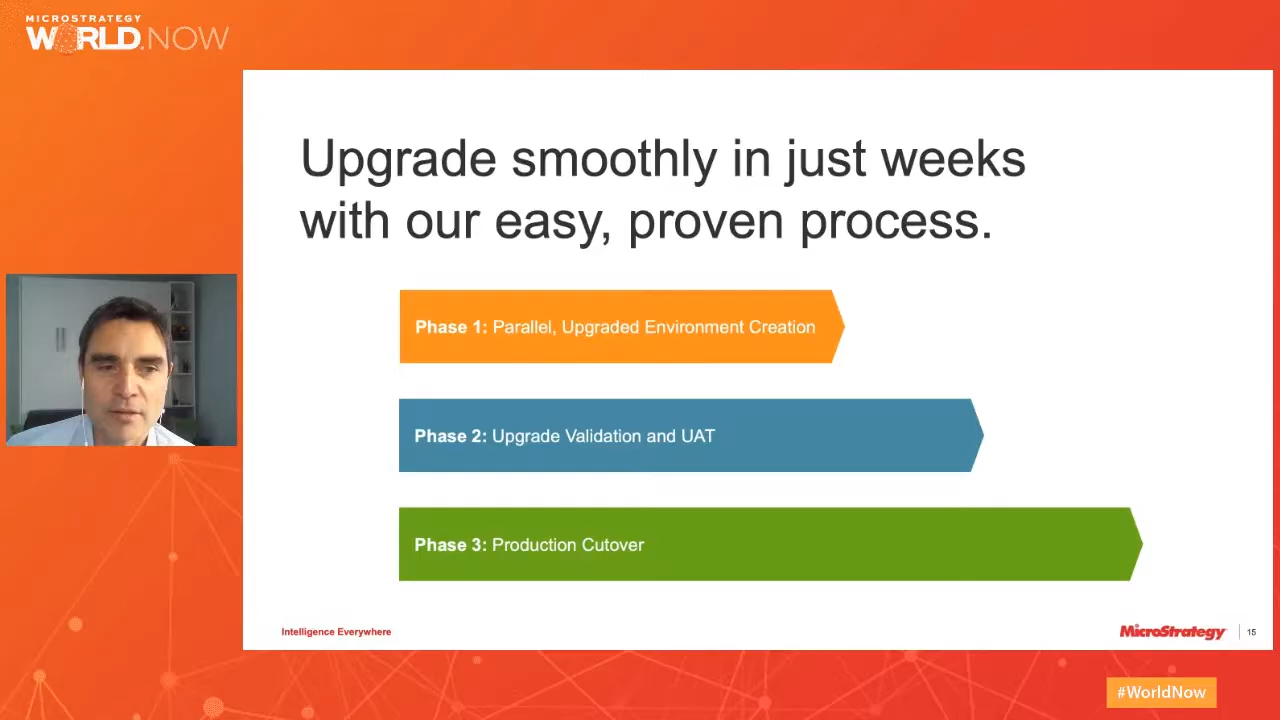 MICROSTRATEGY
WORLD.NOW
Upgrade smoothly in just weeks
with our easy, proven process.
Phase 1: Parallel, Upgraded Environment Creation
Phase 2: Upgrade Validation and UAT
Phase 3: Production Cutover
Intelligence Everywhere
MicroStrategy
15
#WorldNow